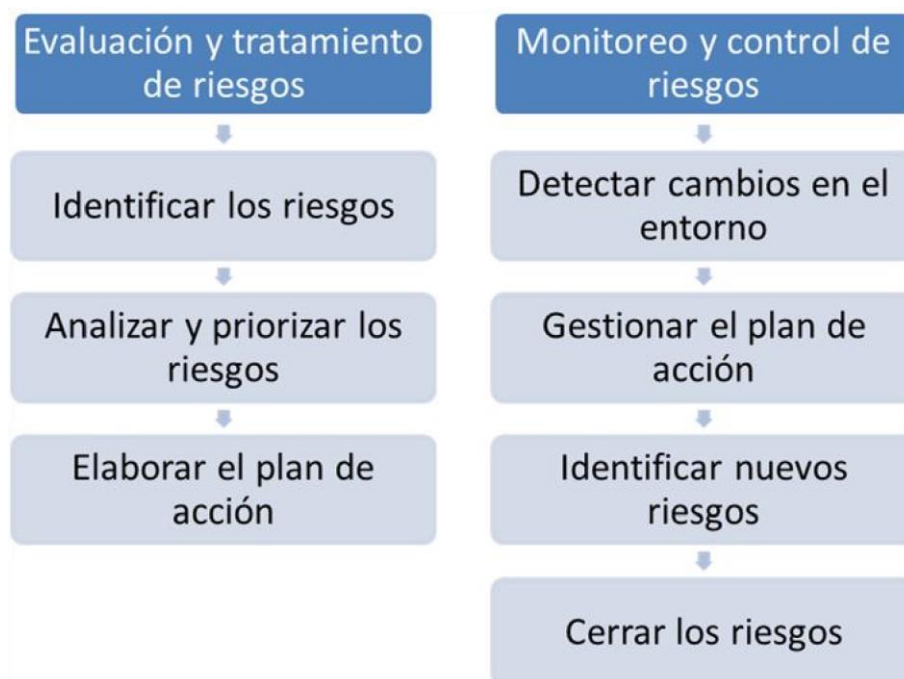 Evaluación y tratamiento
de riesgos
Identificar los riesgos
Analizar y priorizar los
riesgos
Elaborar el plan de
acción
Monitoreo y control de
riesgos
Detectar cambios en el
entorno
Gestionar el plan de
acción
Identificar nuevos
riesgos
Cerrar los riesgos